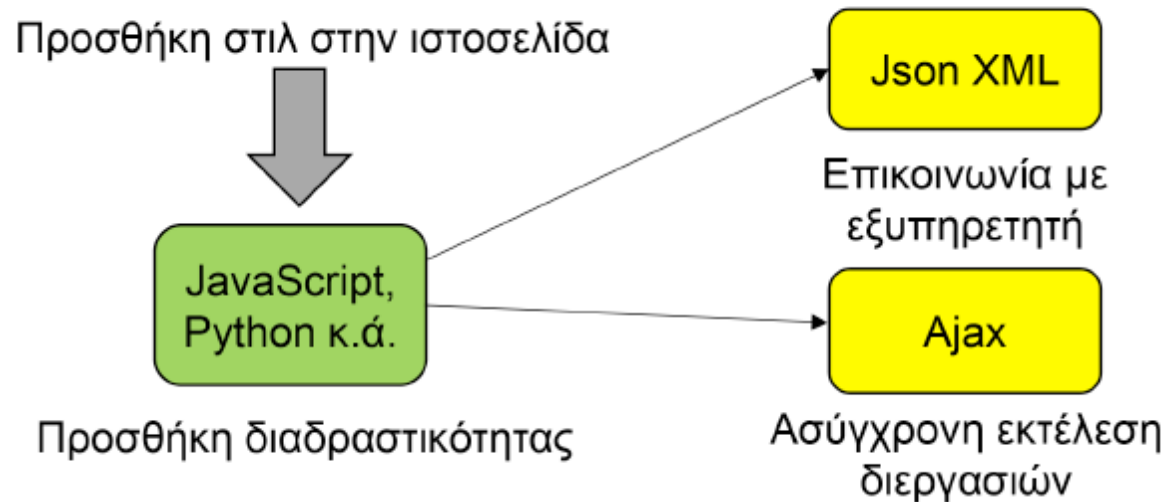 Προσθήκη στιλ στην ιστοσελίδα
JavaScript,
Python κ.ά.
Προσθήκη διαδραστικότητας
Json XML
Επικοινωνία με
εξυπηρετητή
Ajax
Ασύγχρονη εκτέλεση
διεργασιών